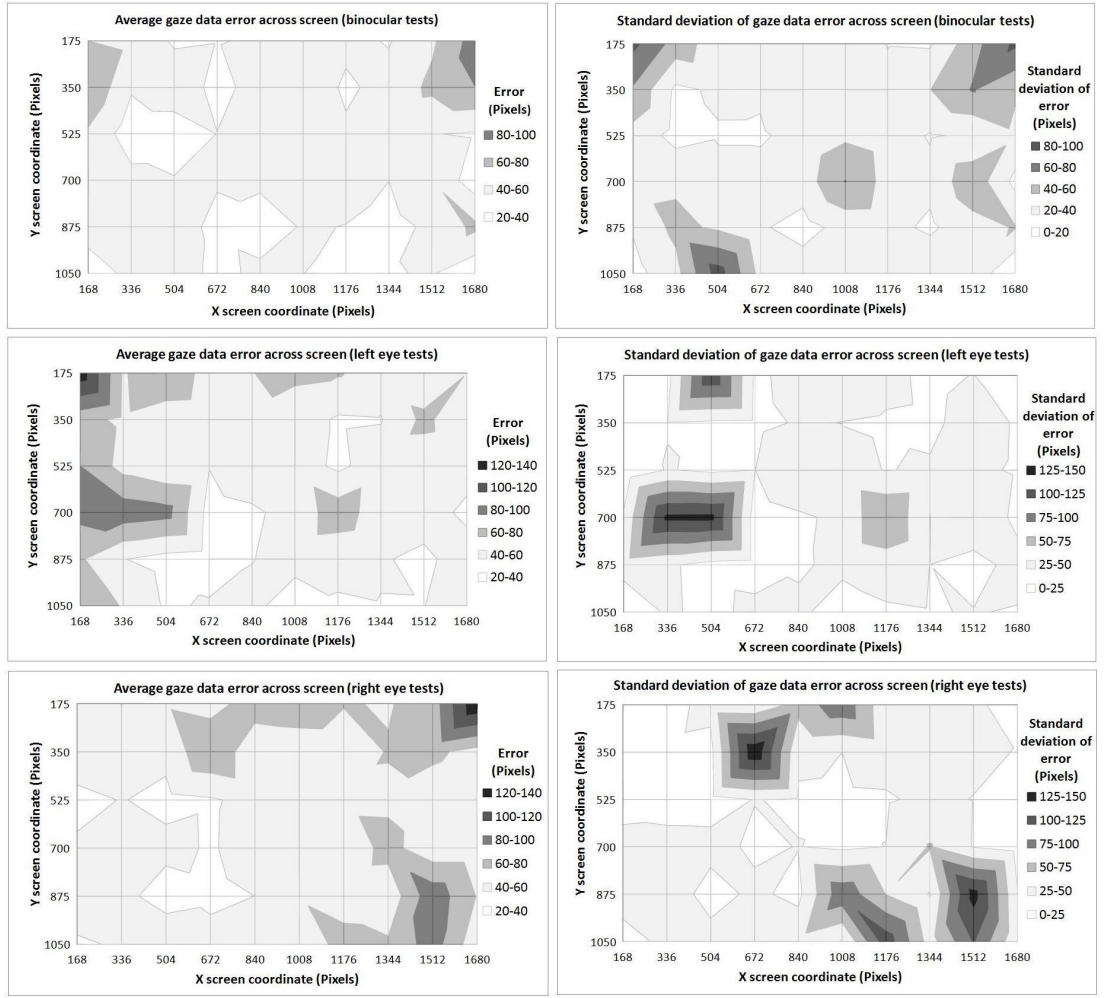 Average gaze data error across screen (binocular tests)
Y screen coordinate (Pixels)
175
350
525
700
875
1050
168 336 504 672 840 1008 1176 1344 1512 1680
X screen coordinate (Pixels)
Error
(Pixels)
80-100
60-80
40-60
20-40
Standard deviation of gaze data error across screen (binocular tests)
Y screen coordinate (Pixels)
175
350
525
700
875
1050
168 336 504 672 840 1008 1176 1344 1512 1680
X screen coordinate (Pixels)
Standard
deviation of
error
(Pixels)
80-100
60-80
40-60
20-40
0-20
Average gaze data error across screen (left eye tests)
Y screen coordinate (Pixels)
175
350
525
700
875
1050
168 336 504 672 840 1008 1176 1344 1512 1680
X screen coordinate (Pixels)
Error
(Pixels)
120-140
100-120
80-100
60-80
40-60
20-40
Standard deviation of gaze data error across screen (left eye tests)
Y screen coordinate (Pixels)
175
350
525
700
875
1050
168 336 504 672 840 1008 1176 1344 1512 1680
X screen coordinate (Pixels)
Standard
deviation of
error
(Pixels)
125-150
100-125
75-100
50-75
25-50
0-25
Average gaze data error across screen (right eye tests)
Y screen coordinate (Pixels)
175
350
525
700
875
1050
168 336 504 672 840 1008 1176 1344 1512 1680
X screen coordinate (Pixels)
Error
(Pixels)
120-140
100-120
80-100
60-80
40-60
20-40
Standard deviation of gaze data error across screen (right eye tests)
Y screen coordinate (Pixels)
175
350
525
700
875
1050
168 336 504 672 840 1008 1176 1344 1512 1680
X screen coordinate (Pixels)
Standard
deviation of
error
(Pixels)
125-150
100-125
75-100
50-75
25-50
0-25